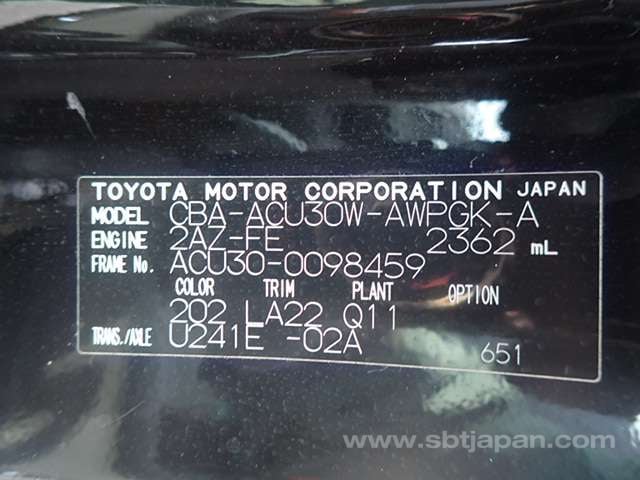 TOYOTA MOTOR CORPORATION JAPAN
MODEL CBA-ACU30W-AWPGK-A
ENGINE 2AZ-FE 2362 mL
FRAME No. ACU30-0098459
COLOR TRIM PLANT OPTION
202 LA22 Q11
TRANS./AXLE U241E -02A 651
www.sbtjapan.com